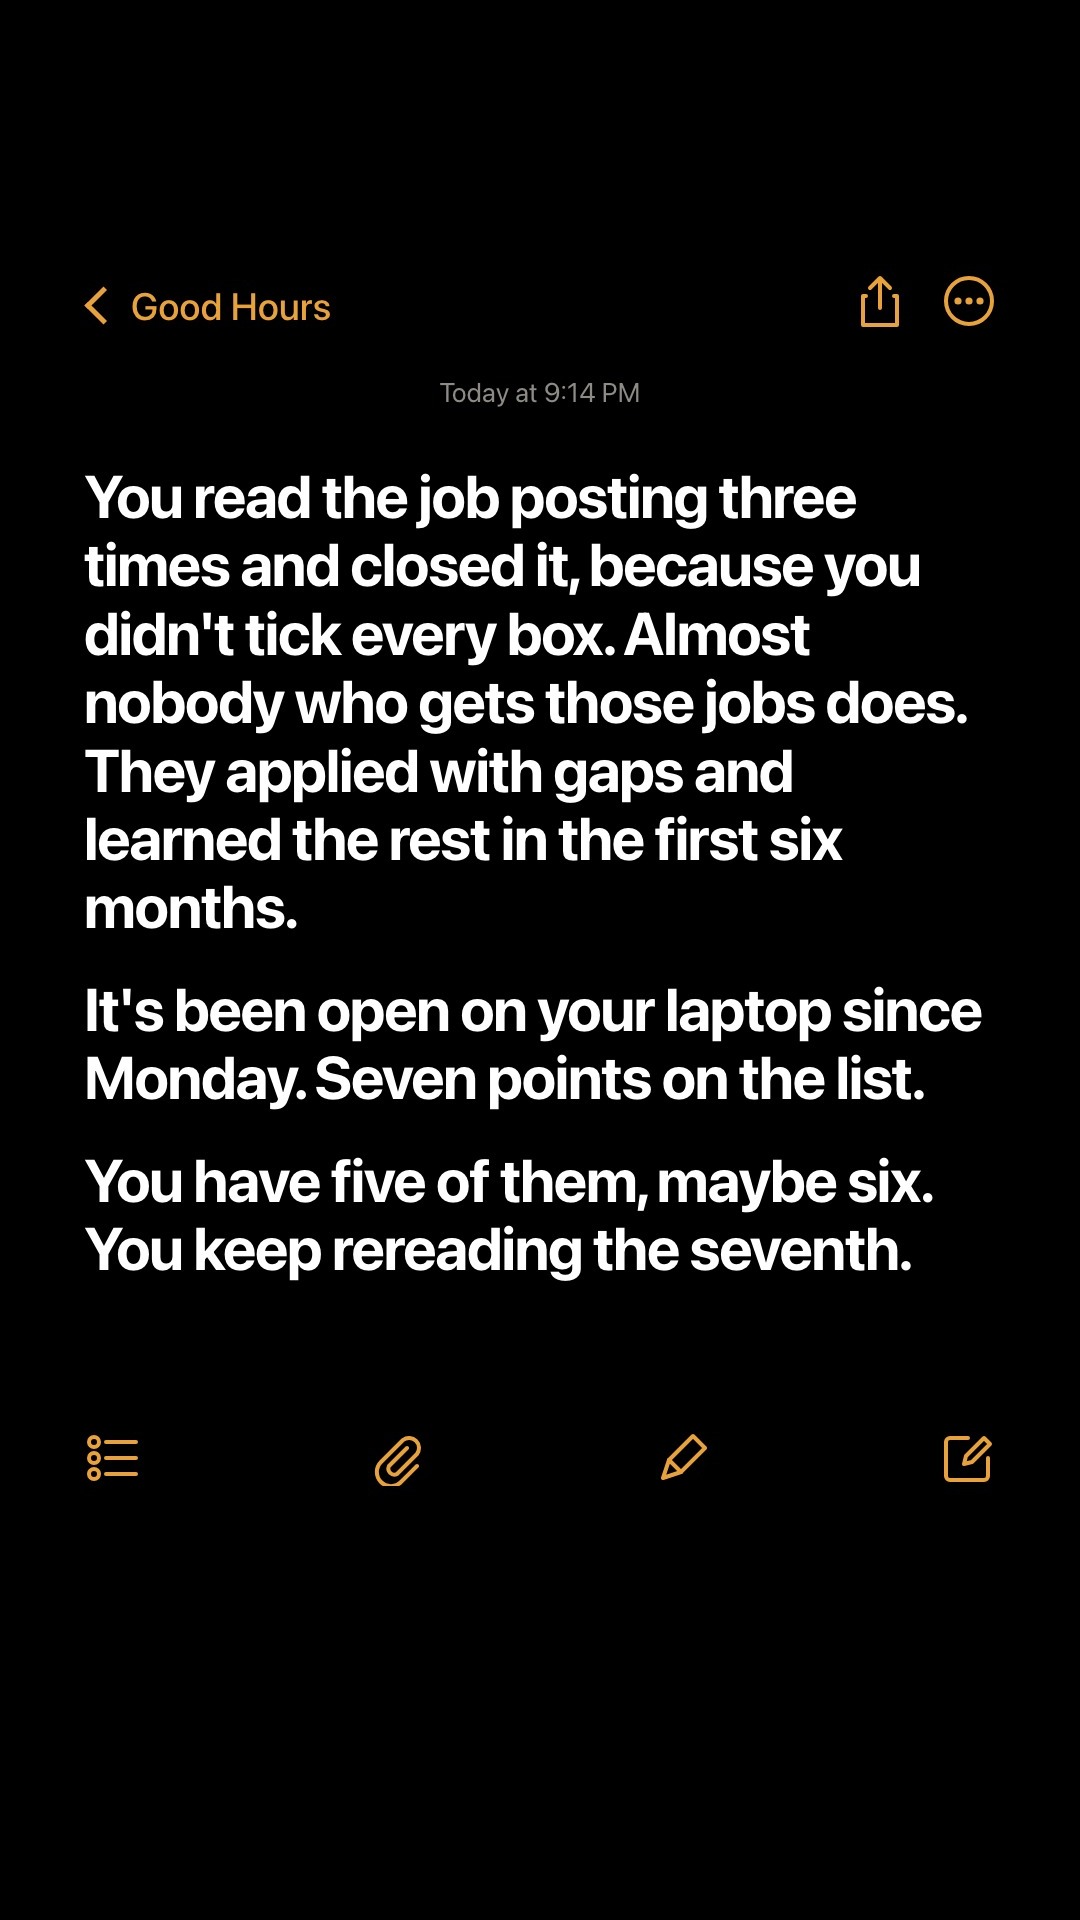 Good Hours
Today at 9:14 PM
You read the job posting three
times and closed it, because you
didn't tick every box. Almost
nobody who gets those jobs does.
They applied with gaps and
learned the rest in the first six
months.
It's been open on your laptop since
Monday. Seven points on the list.
You have five of them, maybe six.
You keep rereading the seventh.